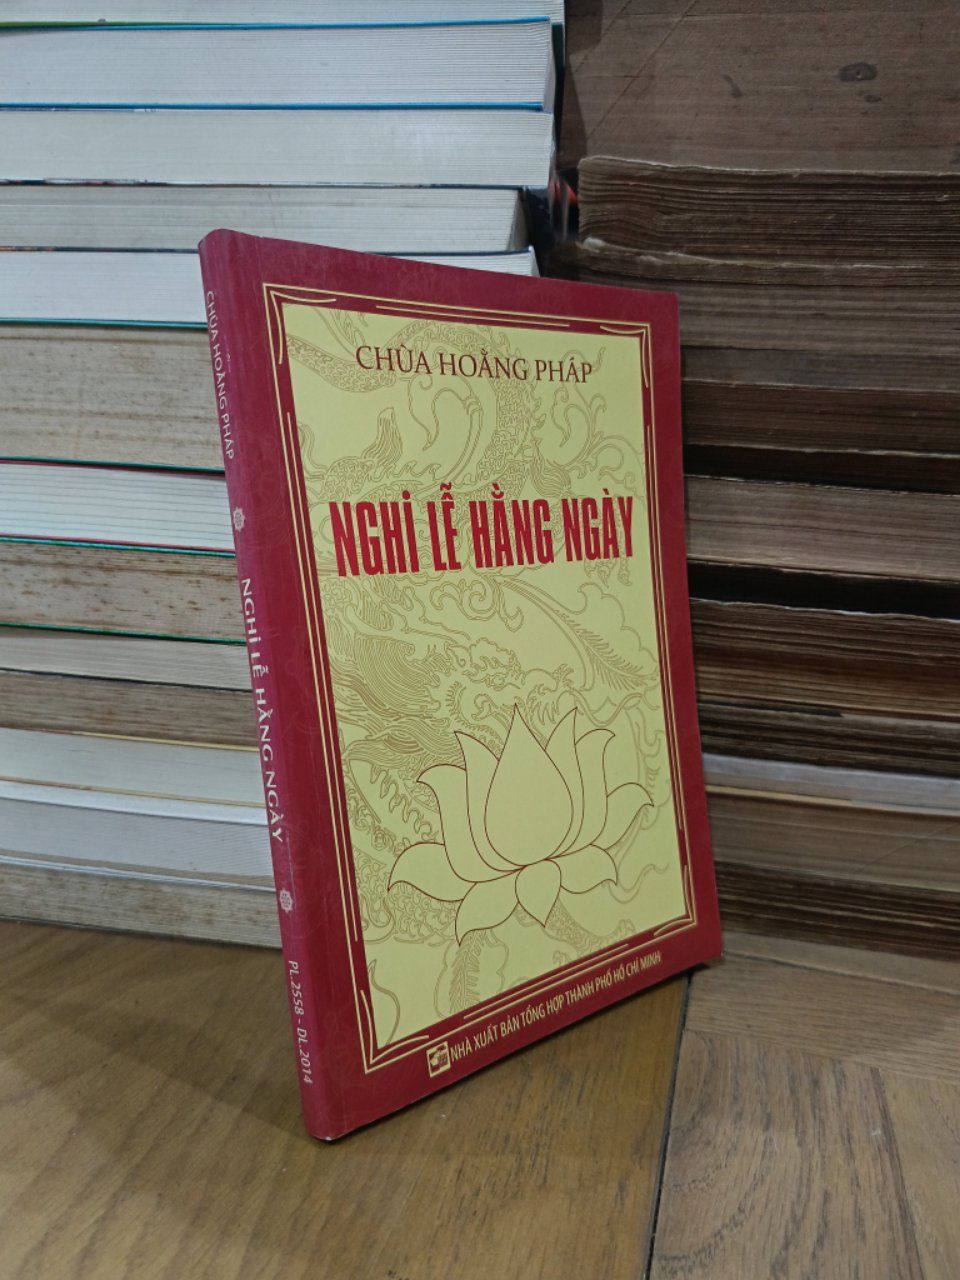 CHÙA HOẰNG PHÁP
NGHI LỄ HẰNG NGÀY
NHÀ XUẤT BẢN TỔNG HỢP THÀNH PHỐ HỒ CHÍ MINH
CHÙA HOẰNG PHÁP
NGHI LỄ HẰNG NGÀY
PL.2558 - DL.2014